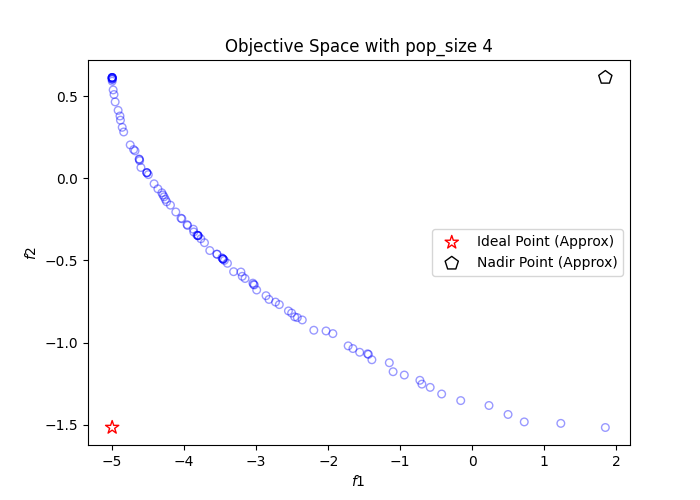 Objective Space with pop_size 4
0.5
0.0
−0.5
−1.0
−1.5
f2
Ideal Point (Approx)
Nadir Point (Approx)
−5
−4
−3
−2
−1
0
1
2
f1